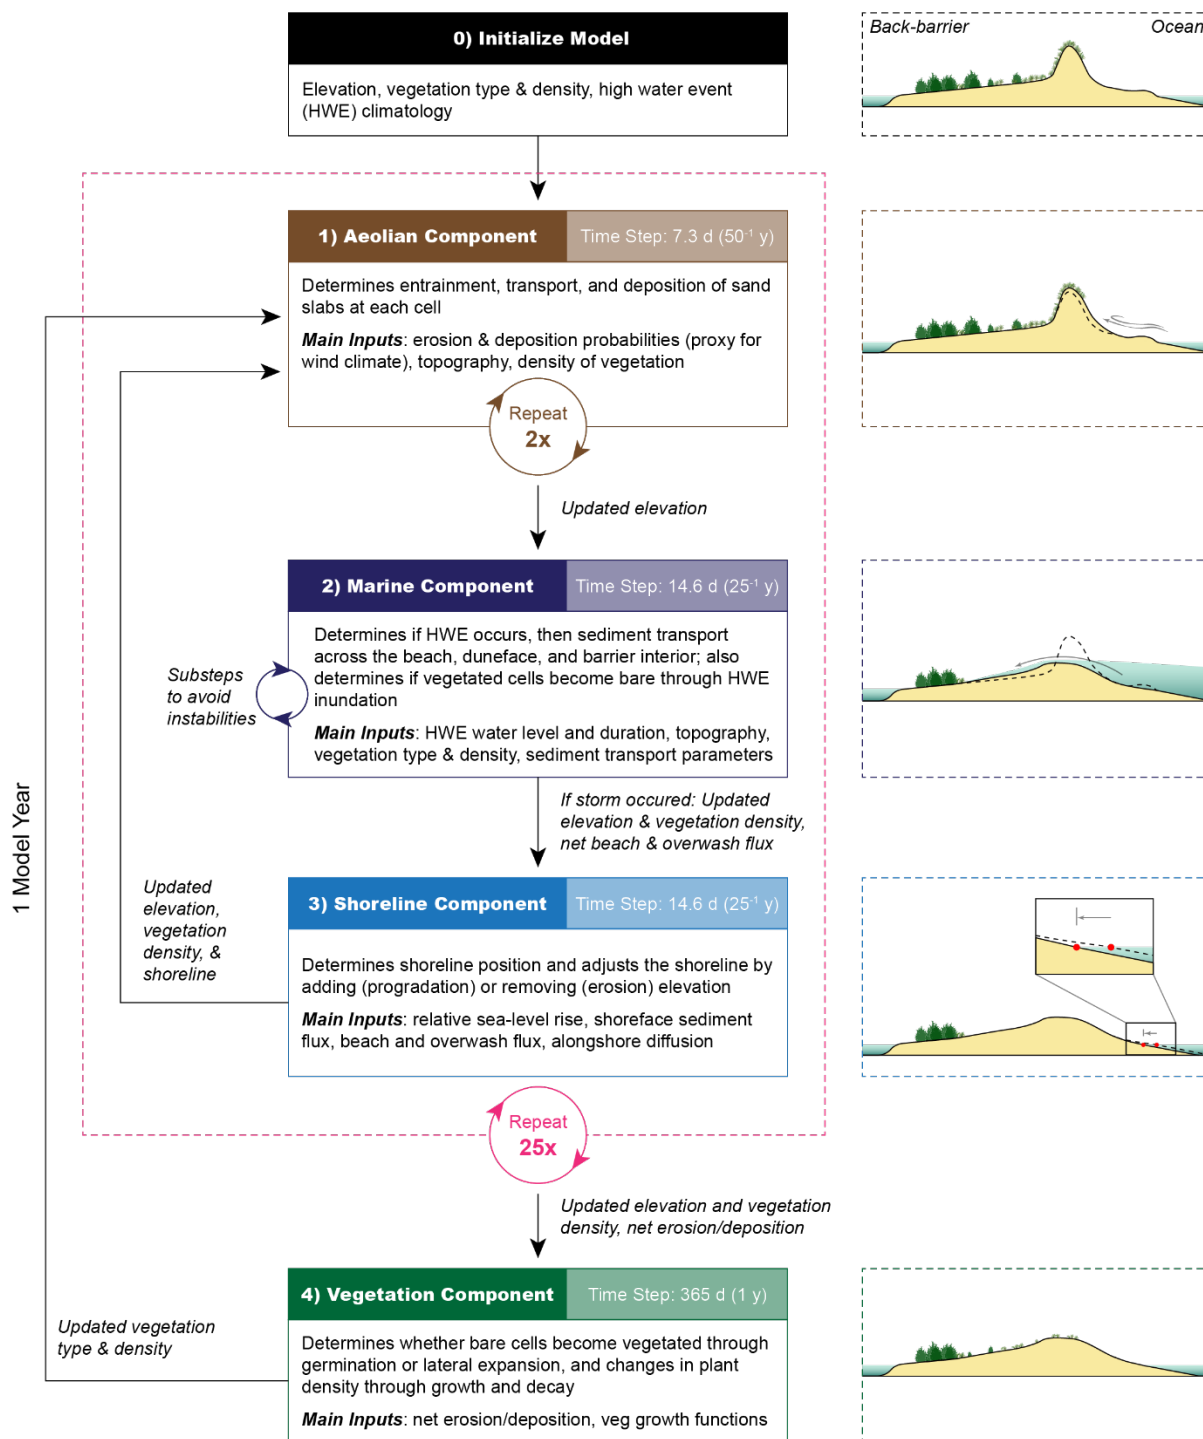 0) Initialize Model
Elevation, vegetation type & density, high water event
(HWE) climatology
Back-barrier
Ocean
1) Aeolian Component
Time Step: 7.3 d (50⁻¹ y)
Determines entrainment, transport, and deposition of sand
slabs at each cell
Main Inputs: erosion & deposition probabilities (proxy for
wind climate), topography, density of vegetation
Repeat
2x
Updated elevation
2) Marine Component
Time Step: 14.6 d (25⁻¹ y)
Determines if HWE occurs, then sediment transport
across the beach, duneface, and barrier interior; also
determines if vegetated cells become bare through HWE
inundation
Main Inputs: HWE water level and duration, topography,
vegetation type & density, sediment transport parameters
Substeps
to avoid
instabilities
If storm occured: Updated
elevation & vegetation density,
net beach & overwash flux
1 Model Year
Updated
elevation,
vegetation
density, &
shoreline
3) Shoreline Component
Time Step: 14.6 d (25⁻¹ y)
Determines shoreline position and adjusts the shoreline by
adding (progradation) or removing (erosion) elevation
Main Inputs: relative sea-level rise, shoreface sediment
flux, beach and overwash flux, alongshore diffusion
Repeat
25x
Updated elevation and vegetation
density, net erosion/deposition
4) Vegetation Component
Time Step: 365 d (1 y)
Determines whether bare cells become vegetated through
germination or lateral expansion, and changes in plant
density through growth and decay
Main Inputs: net erosion/deposition, veg growth functions
Updated vegetation
type & density